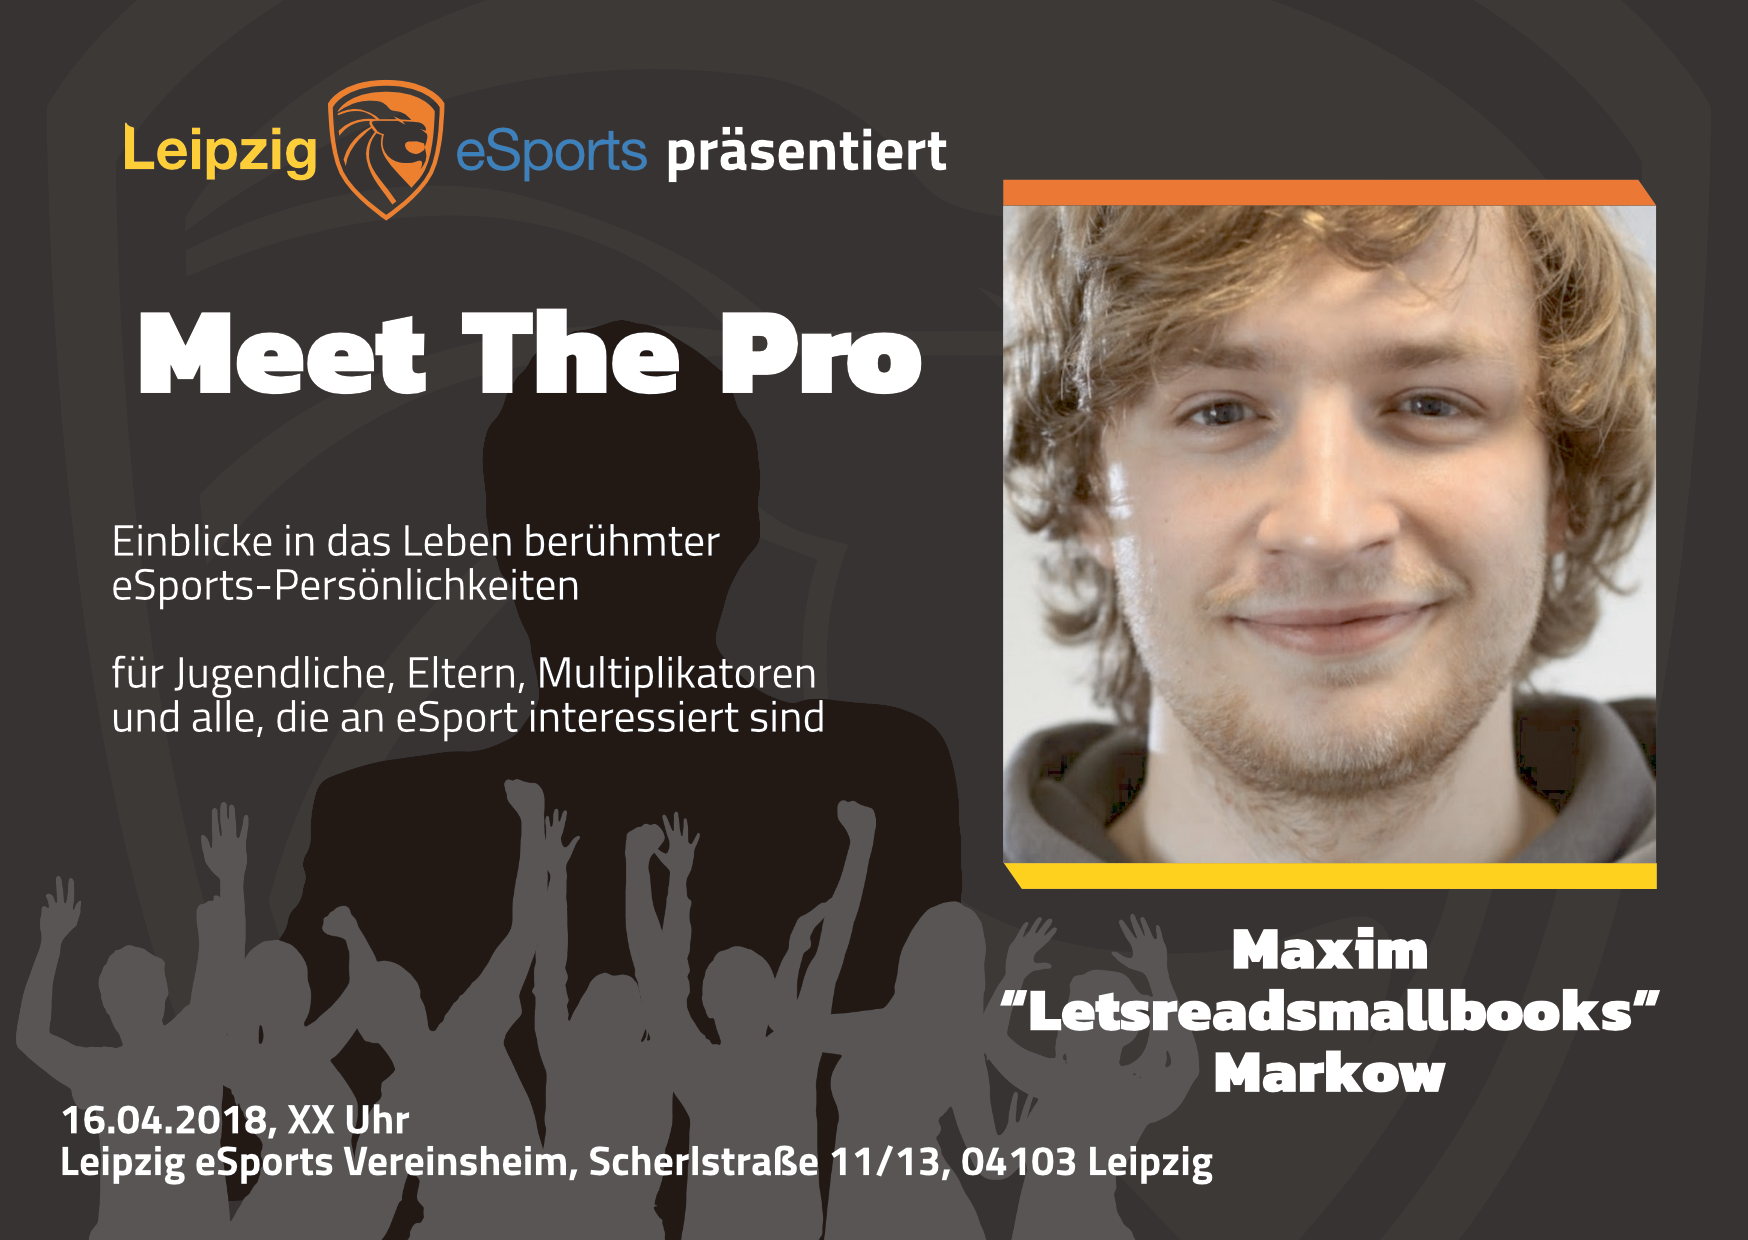 Leipzig eSports präsentiert
Meet The Pro
Einblicke in das Leben berühmter
eSports-Persönlichkeiten
für Jugendliche, Eltern, Multiplikatoren
und alle, die an eSport interessiert sind
Maxim
“Letsreadsmallbooks”
Markow
16.04.2018, XX Uhr
Leipzig eSports Vereinsheim, Scherlstraße 11/13, 04103 Leipzig